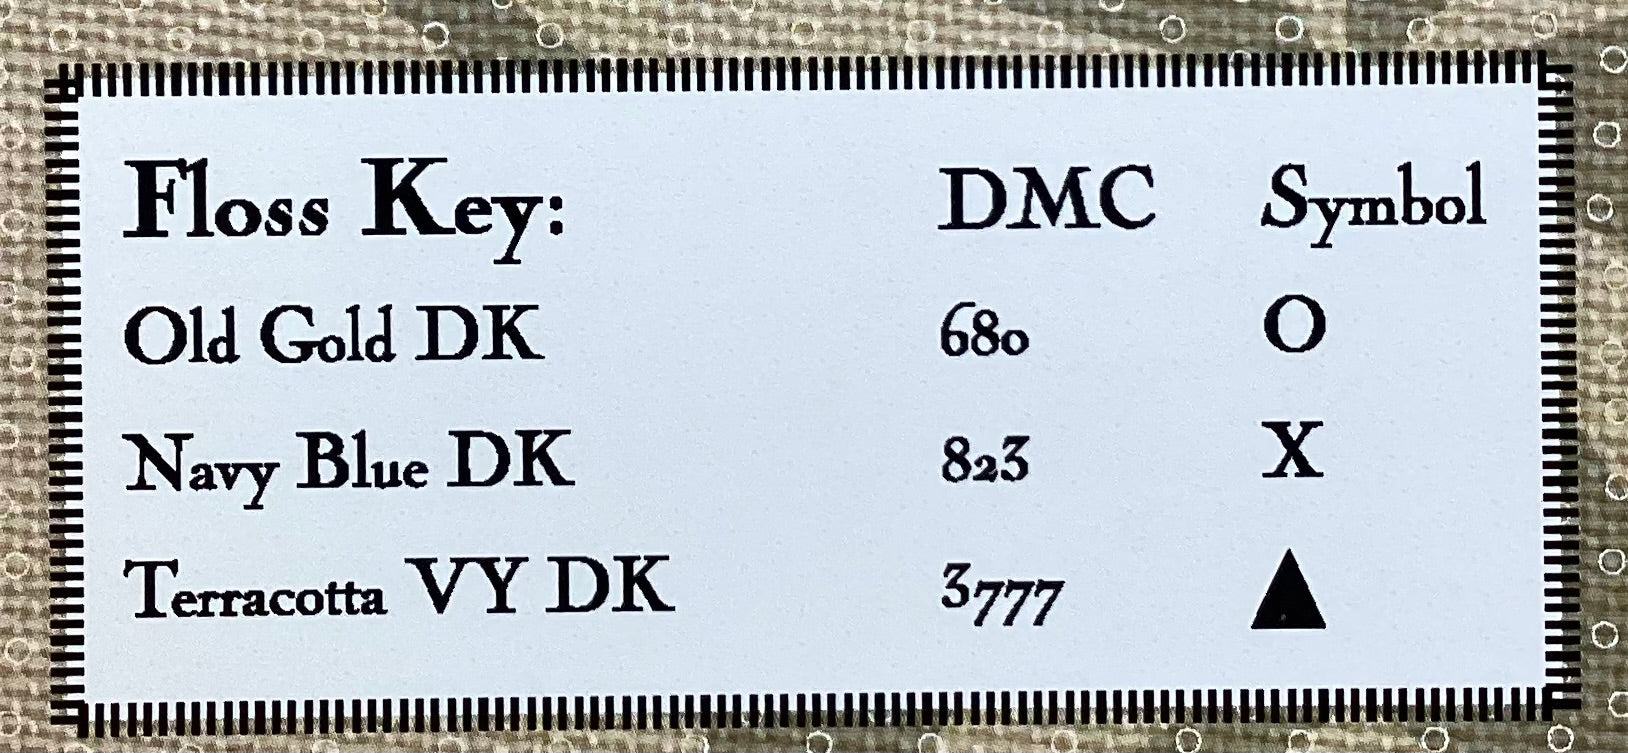 Floss Key: DMC Symbol
Old Gold DK 680 O
Navy Blue DK 823 X
Terracotta VY DK 3777 ▲